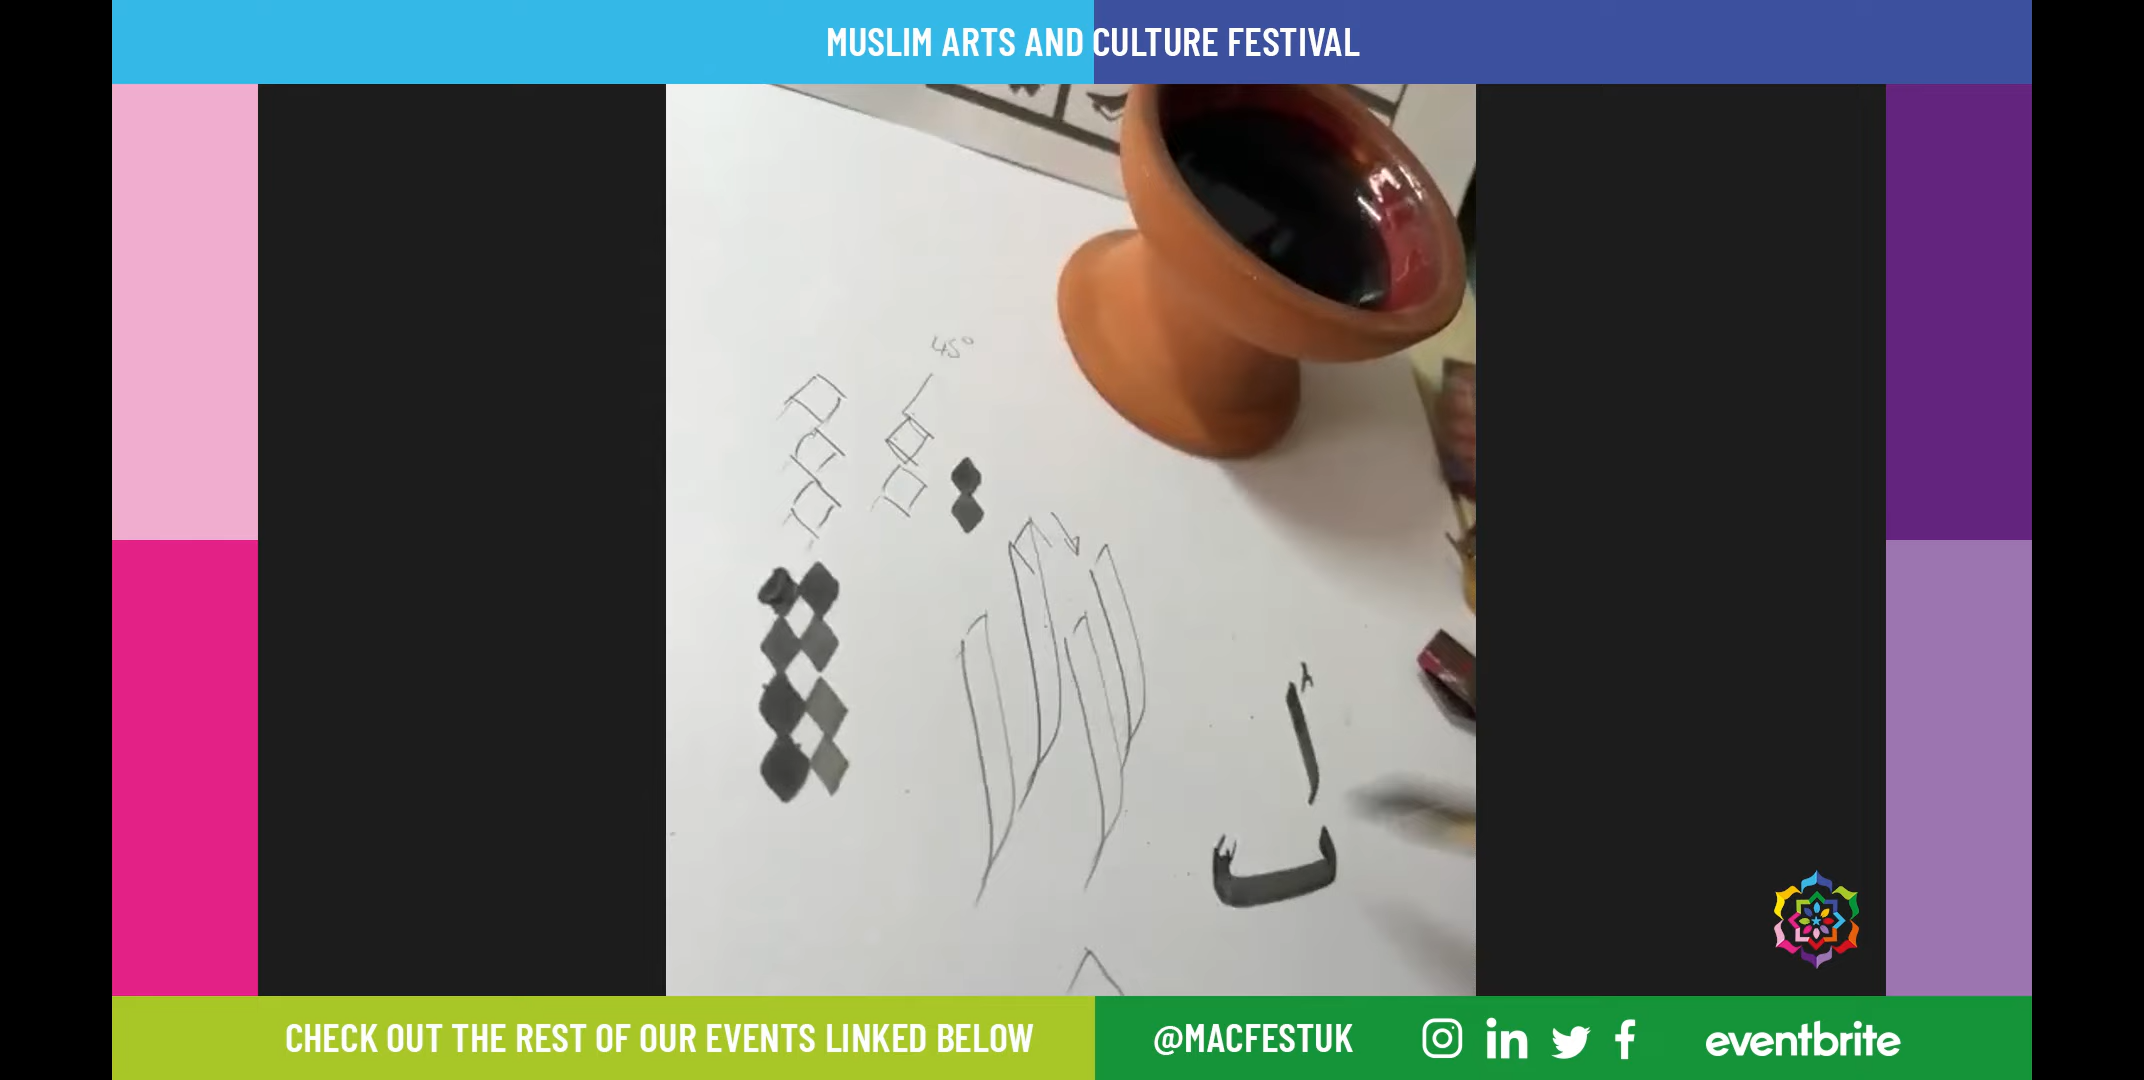 MUSLIM ARTS AND CULTURE FESTIVAL
45°
ا
ب
CHECK OUT THE REST OF OUR EVENTS LINKED BELOW
@MACFESTUK
eventbrite